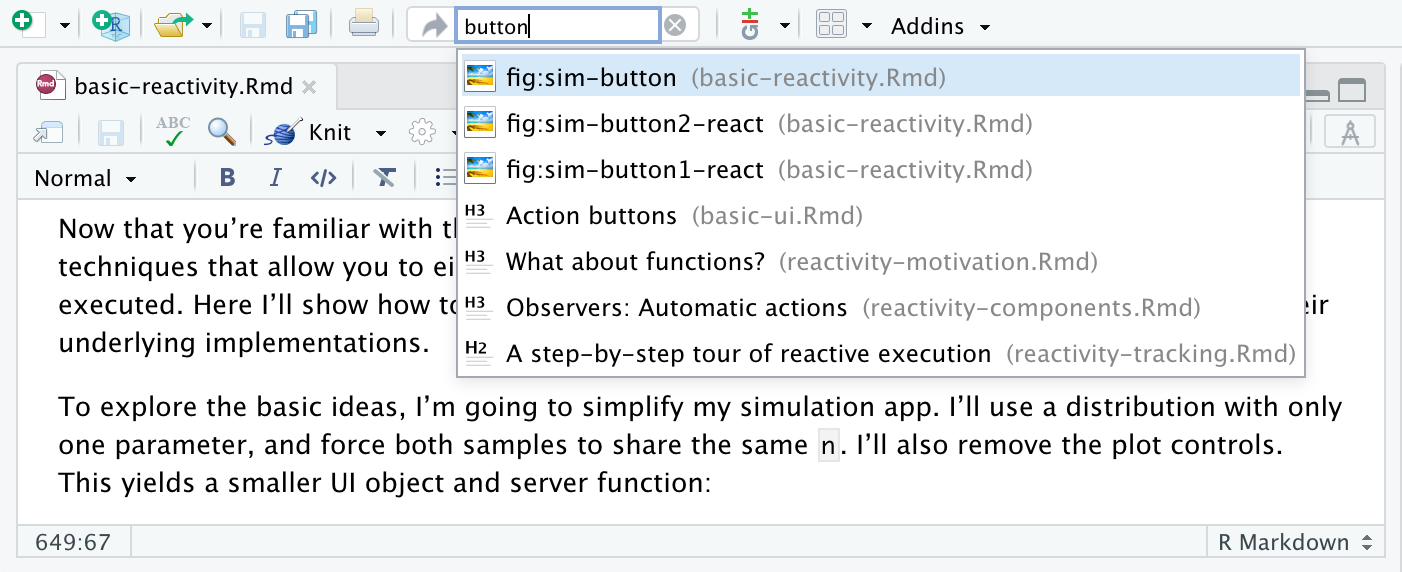 button
Addins
fig:sim-button (basic-reactivity.Rmd)
fig:sim-button2-react (basic-reactivity.Rmd)
fig:sim-button1-react (basic-reactivity.Rmd)
H3 Action buttons (basic-ui.Rmd)
H3 What about functions? (reactivity-motivation.Rmd)
H3 Observers: Automatic actions (reactivity-components.Rmd)
H2 A step-by-step tour of reactive execution (reactivity-tracking.Rmd)
Rmd basic-reactivity.Rmd
ABC
Knit
Normal
B I </>
Now that you’re familiar with
techniques that allow you to
executed. Here I’ll show how to
underlying implementations.
To explore the basic ideas, I’m going to simplify my simulation app. I’ll use a distribution with only
one parameter, and force both samples to share the same n. I’ll also remove the plot controls.
This yields a smaller UI object and server function:
649:67
R Markdown